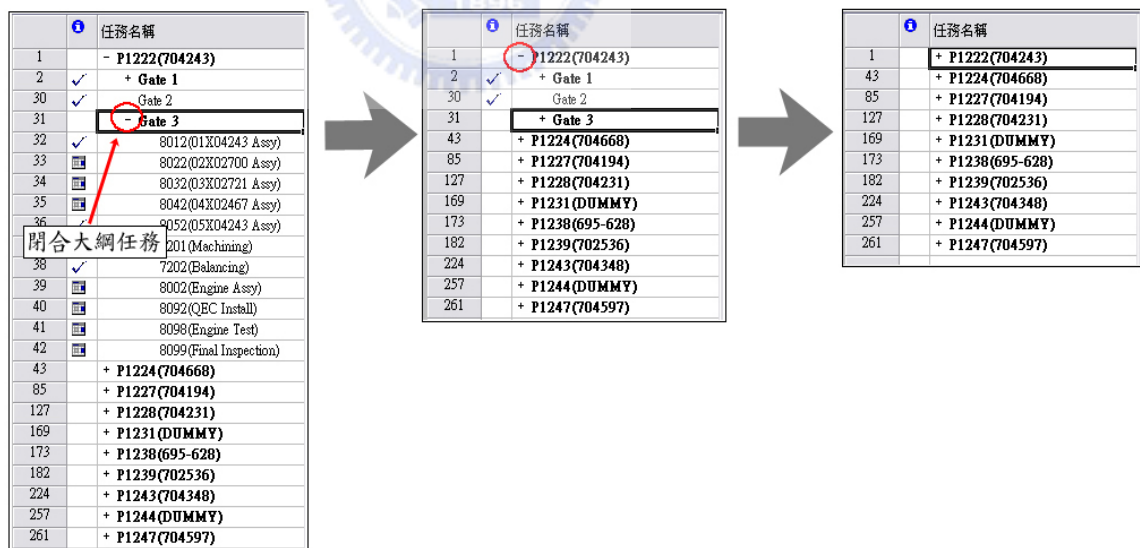 任務名稱
1 - P1222(704243)
2 + Gate 1
30 Gate 2
31 - Gate 3
32 8012(01X04243 Assy)
33 8022(02X02700 Assy)
34 8032(03X02721 Assy)
35 8042(04X02467 Assy)
36 8052(05X04243 Assy)
閉合大綱任務 7201(Machining)
38 7202(Balancing)
39 8002(Engine Assy)
40 8092(QEC Install)
41 8098(Engine Test)
42 8099(Final Inspection)
43 + P1224(704668)
85 + P1227(704194)
127 + P1228(704231)
169 + P1231(DUMMY)
173 + P1238(695-628)
182 + P1239(702536)
224 + P1243(704348)
257 + P1244(DUMMY)
261 + P1247(704597)
1896
任務名稱
1 - P1222(704243)
2 + Gate 1
30 Gate 2
31 + Gate 3
43 + P1224(704668)
85 + P1227(704194)
127 + P1228(704231)
169 + P1231(DUMMY)
173 + P1238(695-628)
182 + P1239(702536)
224 + P1243(704348)
257 + P1244(DUMMY)
261 + P1247(704597)
任務名稱
1 + P1222(704243)
43 + P1224(704668)
85 + P1227(704194)
127 + P1228(704231)
169 + P1231(DUMMY)
173 + P1238(695-628)
182 + P1239(702536)
224 + P1243(704348)
257 + P1244(DUMMY)
261 + P1247(704597)